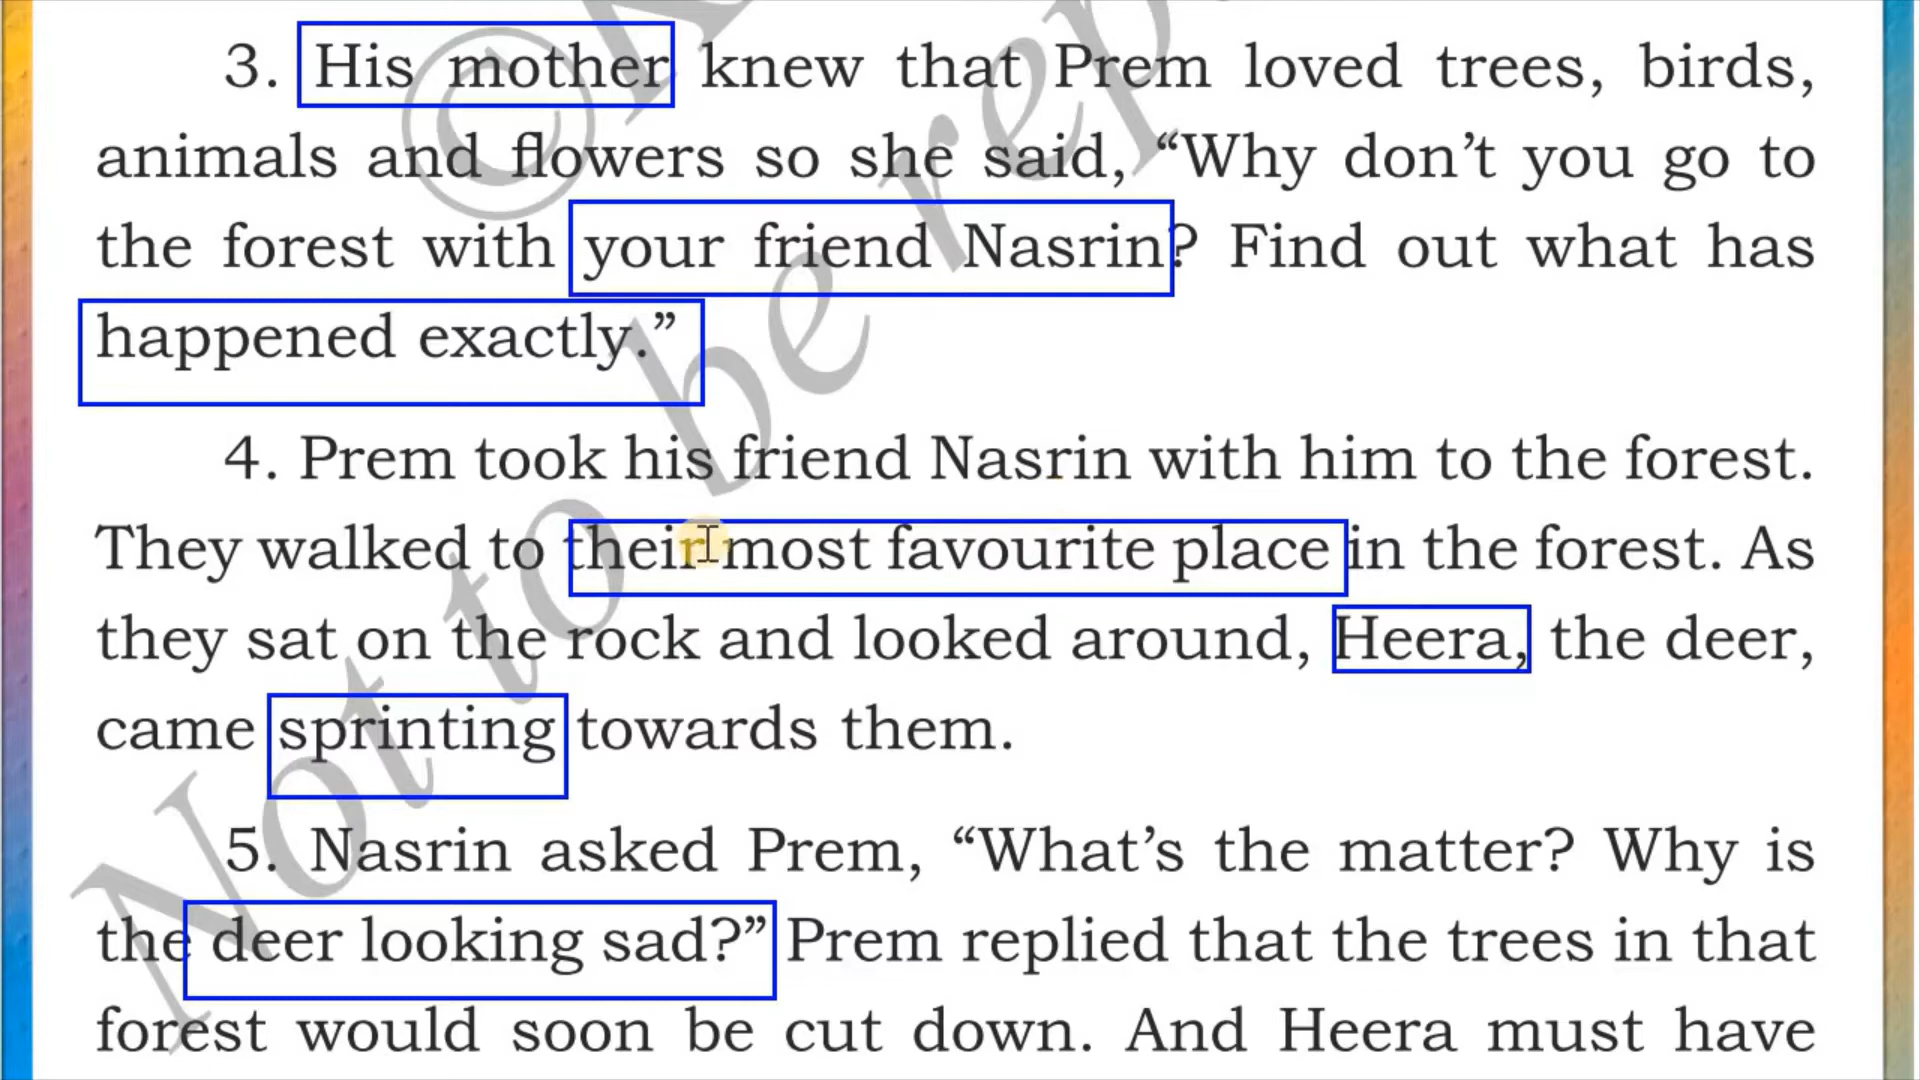 3. His mother knew that Prem loved trees, birds,
animals and flowers so she said, “Why don’t you go to
the forest with your friend Nasrin? Find out what has
happened exactly.”
4. Prem took his friend Nasrin with him to the forest.
They walked to their most favourite place in the forest. As
they sat on the rock and looked around, Heera, the deer,
came sprinting towards them.
5. Nasrin asked Prem, “What’s the matter? Why is
the deer looking sad?” Prem replied that the trees in that
forest would soon be cut down. And Heera must have
Not to be rep